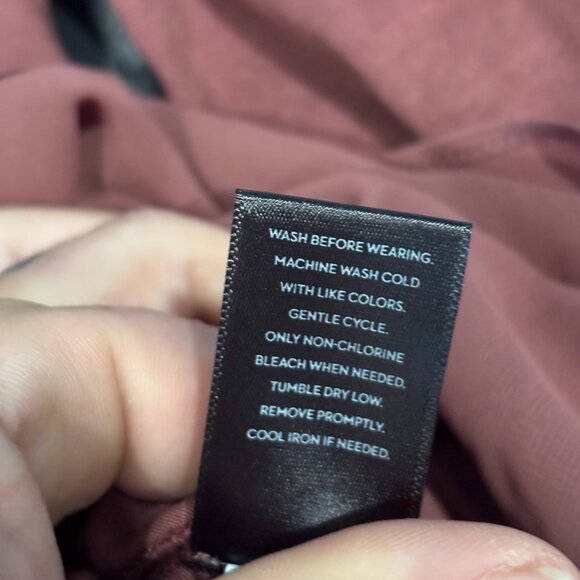 WASH BEFORE WEARING.
MACHINE WASH COLD
WITH LIKE COLORS.
GENTLE CYCLE.
ONLY NON-CHLORINE
BLEACH WHEN NEEDED.
TUMBLE DRY LOW.
REMOVE PROMPTLY.
COOL IRON IF NEEDED.